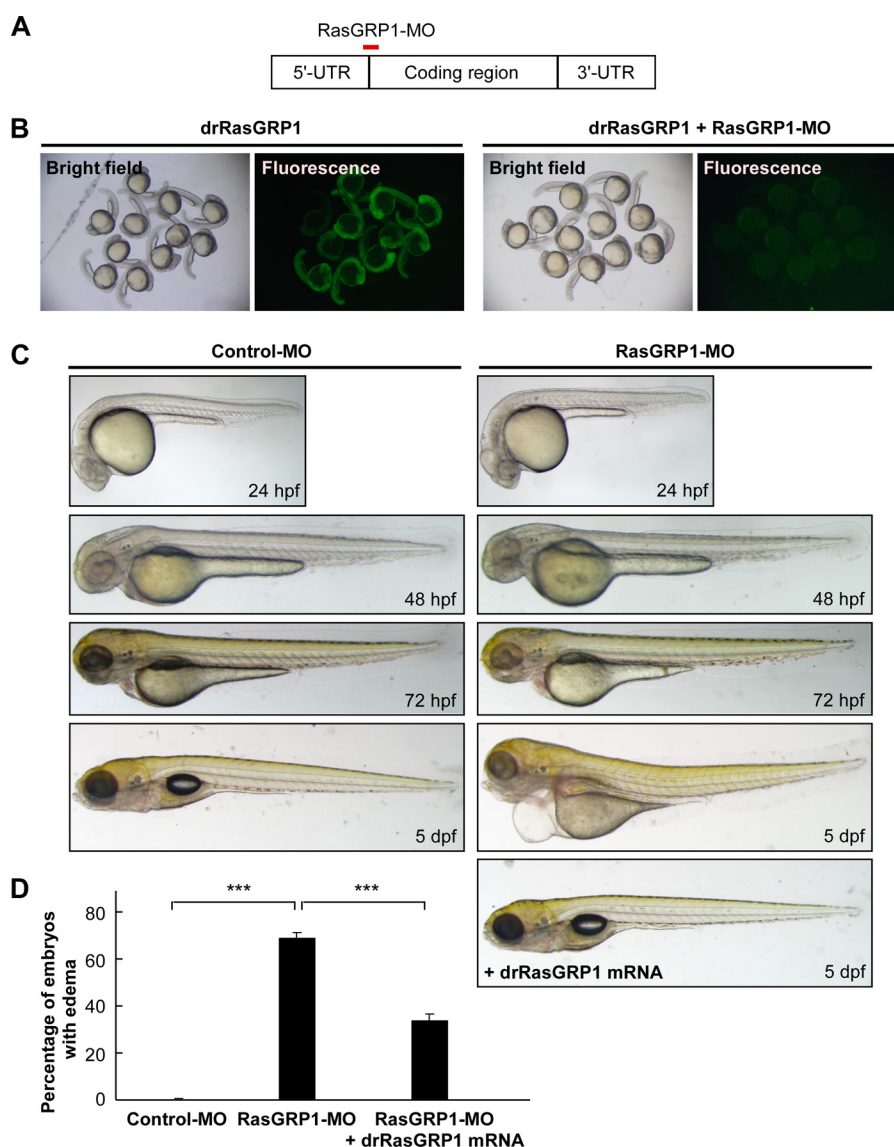 A
RasGRP1-MO
5'-UTR Coding region 3'-UTR
B
drRasGRP1 drRasGRP1 + RasGRP1-MO
Bright field Fluorescence Bright field Fluorescence
C
Control-MO RasGRP1-MO
24 hpf 24 hpf
48 hpf 48 hpf
72 hpf 72 hpf
5 dpf 5 dpf
+ drRasGRP1 mRNA 5 dpf
D
*** ***
Percentage of embryos
with edema
80
60
40
20
0
Control-MO RasGRP1-MO RasGRP1-MO
+ drRasGRP1 mRNA